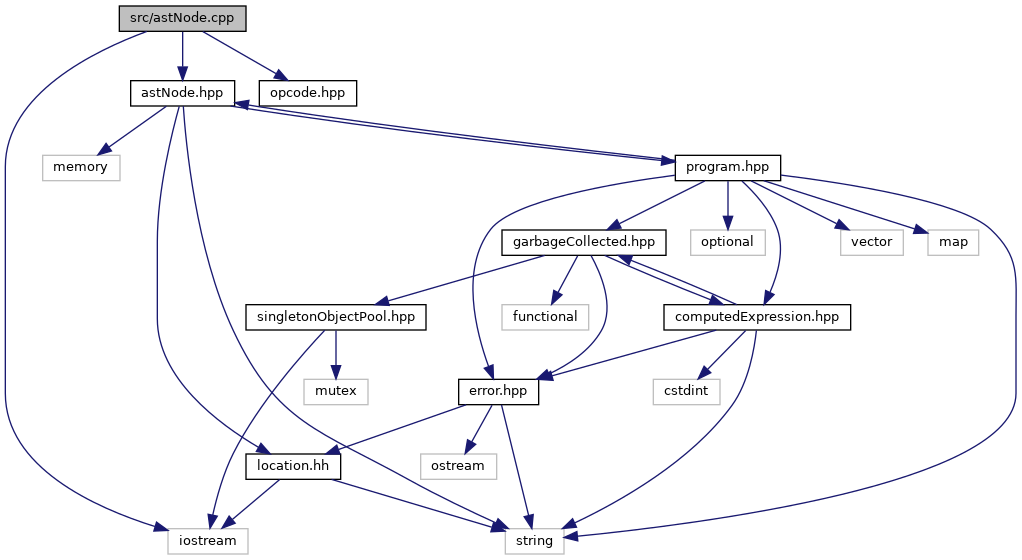 src/astNode.cpp
astNode.hpp
opcode.hpp
memory
program.hpp
garbageCollected.hpp
optional
vector
map
singletonObjectPool.hpp
functional
computedExpression.hpp
mutex
error.hpp
cstdint
location.hh
ostream
iostream
string